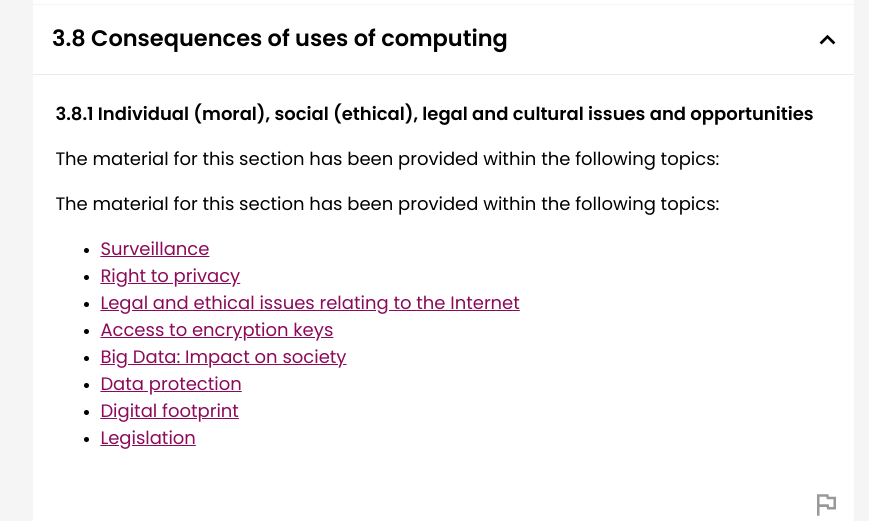 3.8 Consequences of uses of computing
3.8.1 Individual (moral), social (ethical), legal and cultural issues and opportunities
The material for this section has been provided within the following topics:
The material for this section has been provided within the following topics:
• Surveillance
• Right to privacy
• Legal and ethical issues relating to the Internet
• Access to encryption keys
• Big Data: Impact on society
• Data protection
• Digital footprint
• Legislation